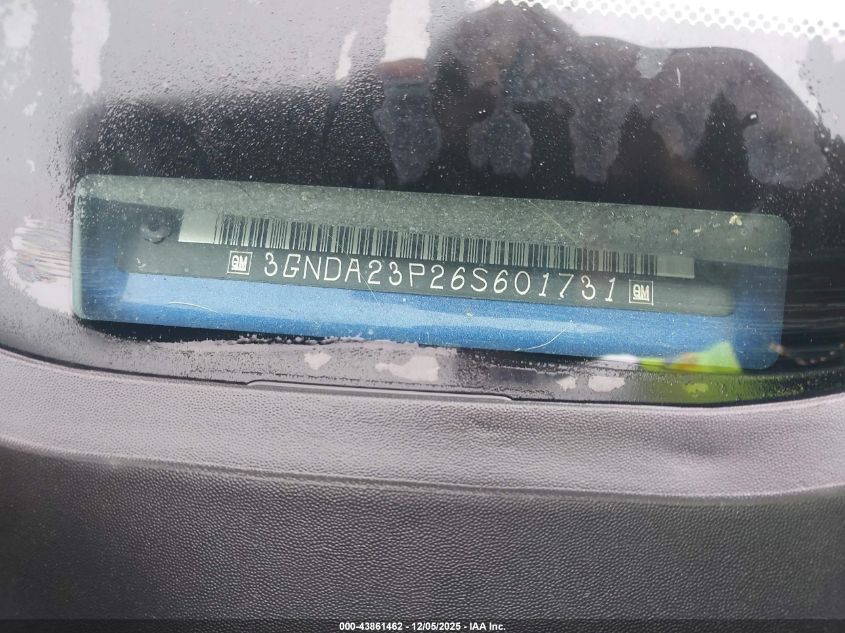 GM 3GNDA23P26S601731 GM
000-43861462 - 12/05/2025 - IAA Inc.